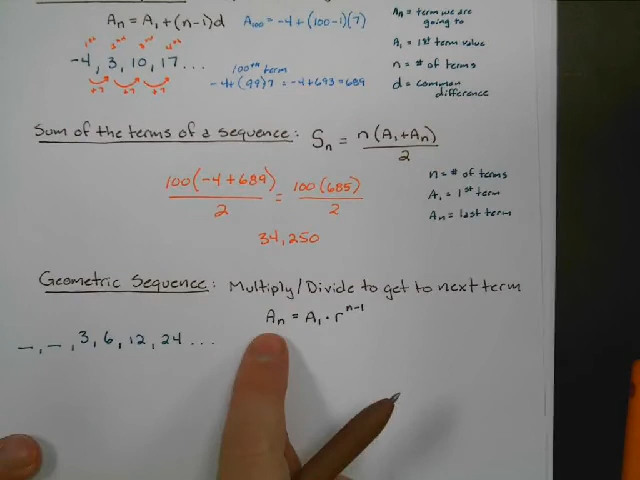 An = A1 + (n-1)d
A100 = -4 + (100-1)(7)
An = term we are
going to
A1 = 1st term value
n = # of terms
d = common
difference
1st 2nd 3rd 4th
-4, 3, 10, 17 ...
+7 +7 +7
100th term
-4+(99)7 = -4+693 = 689
Sum of the terms of a sequence: Sn = n(A1+An)
2
100(-4+689) = 100(685)
2 2
34,250
n = # of terms
A1 = 1st term
An = last term
Geometric Sequence: Multiply/Divide to get to next term
An = A1 · r^n-1
_, _, 3, 6, 12, 24 ...